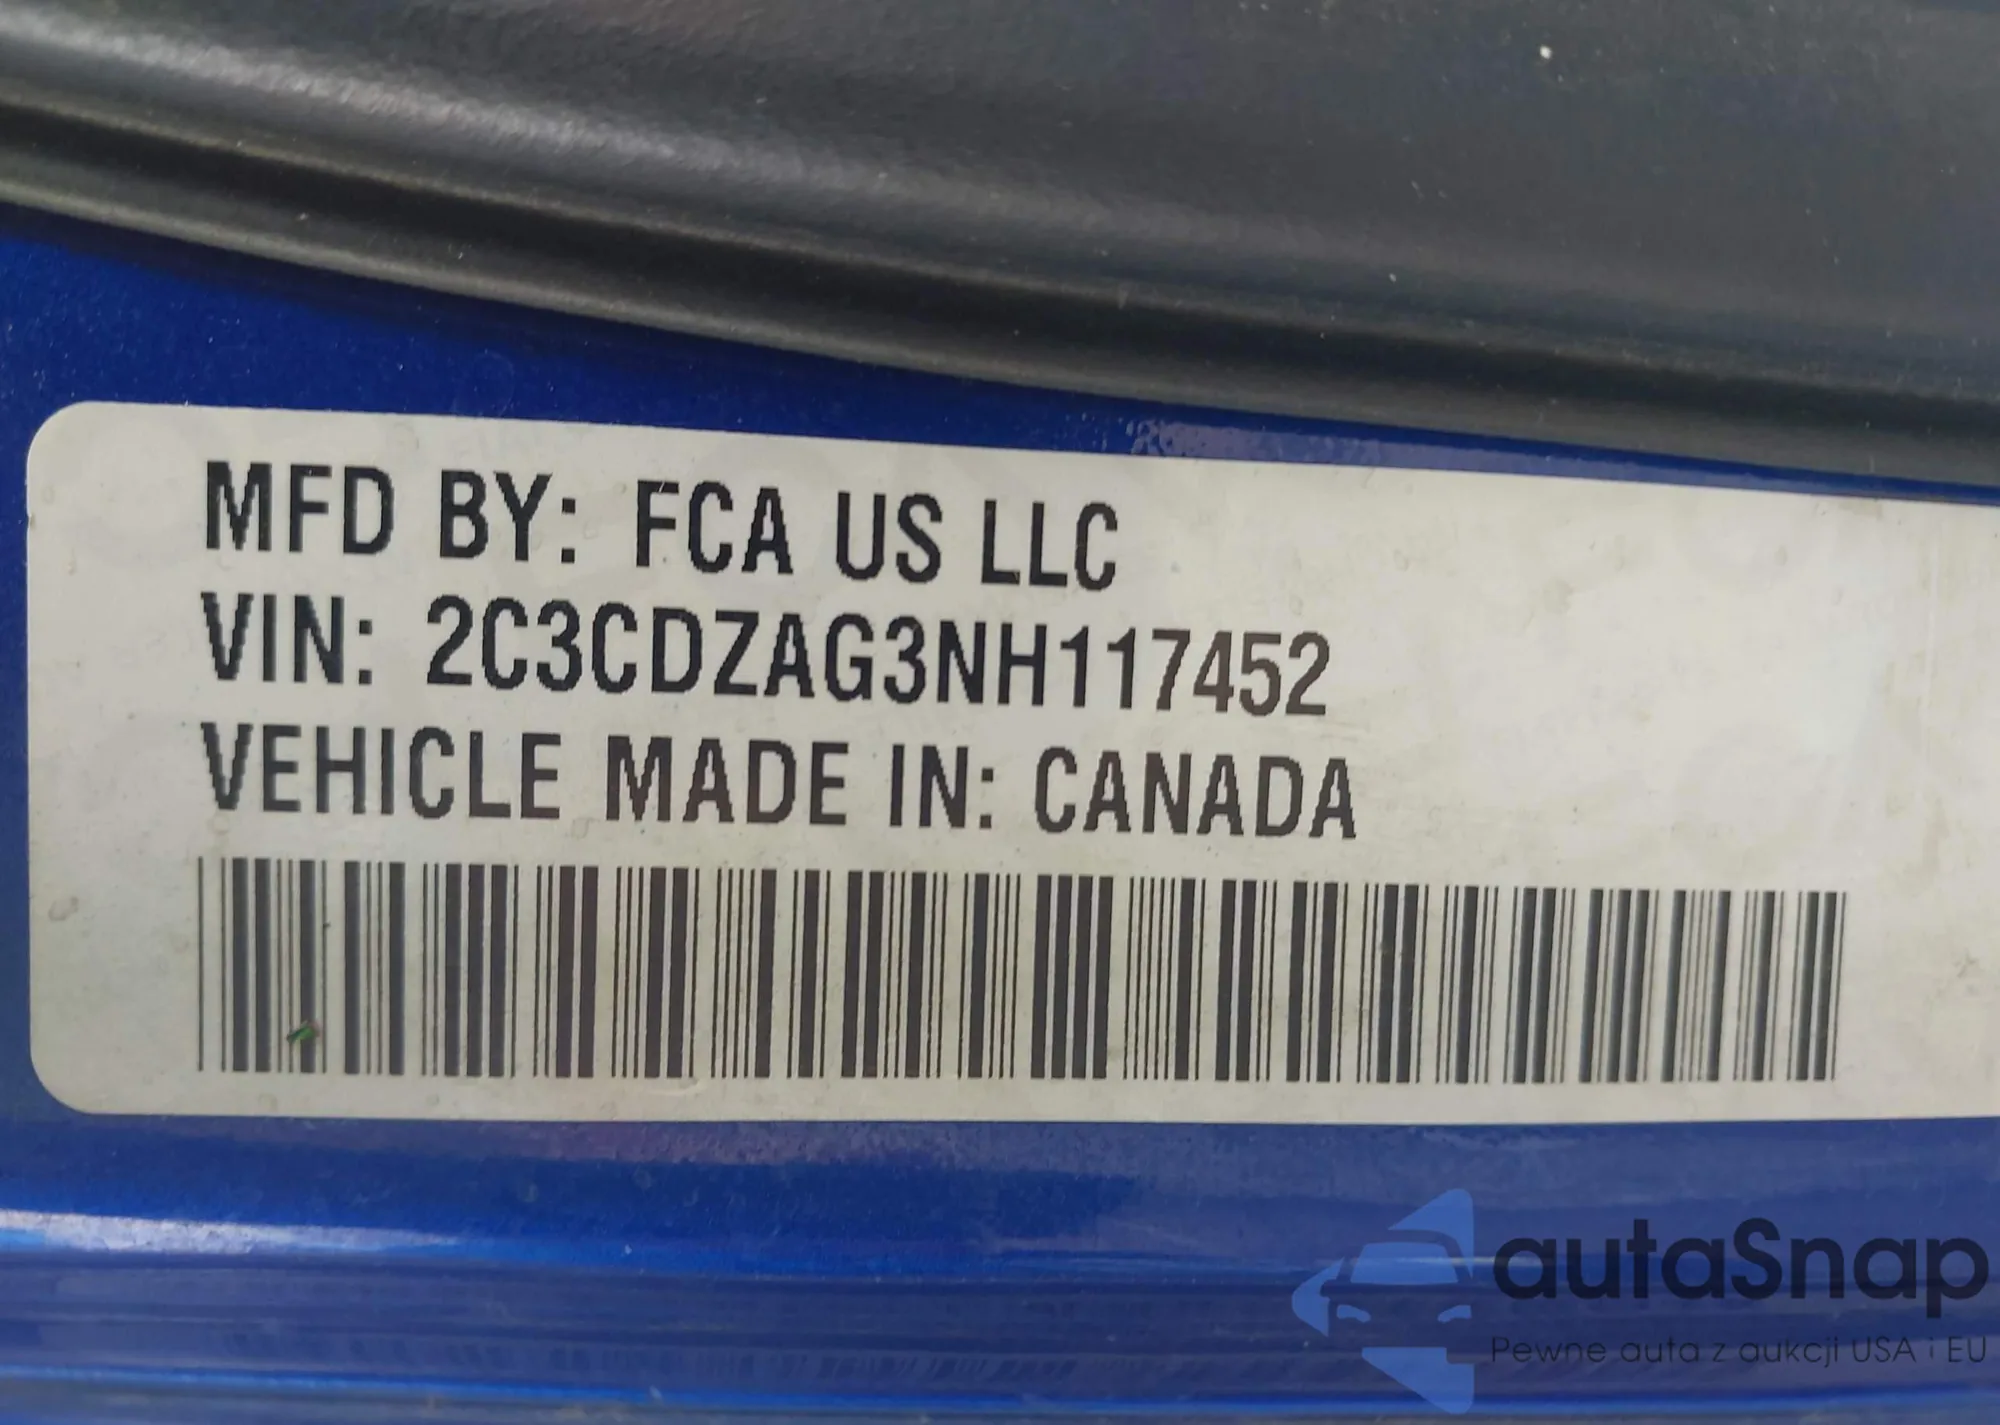 MFD BY: FCA US LLC
VIN: 2C3CDZAG3NH117452
VEHICLE MADE IN: CANADA
autaSnap
Pewne auta z aukcji USA i EU